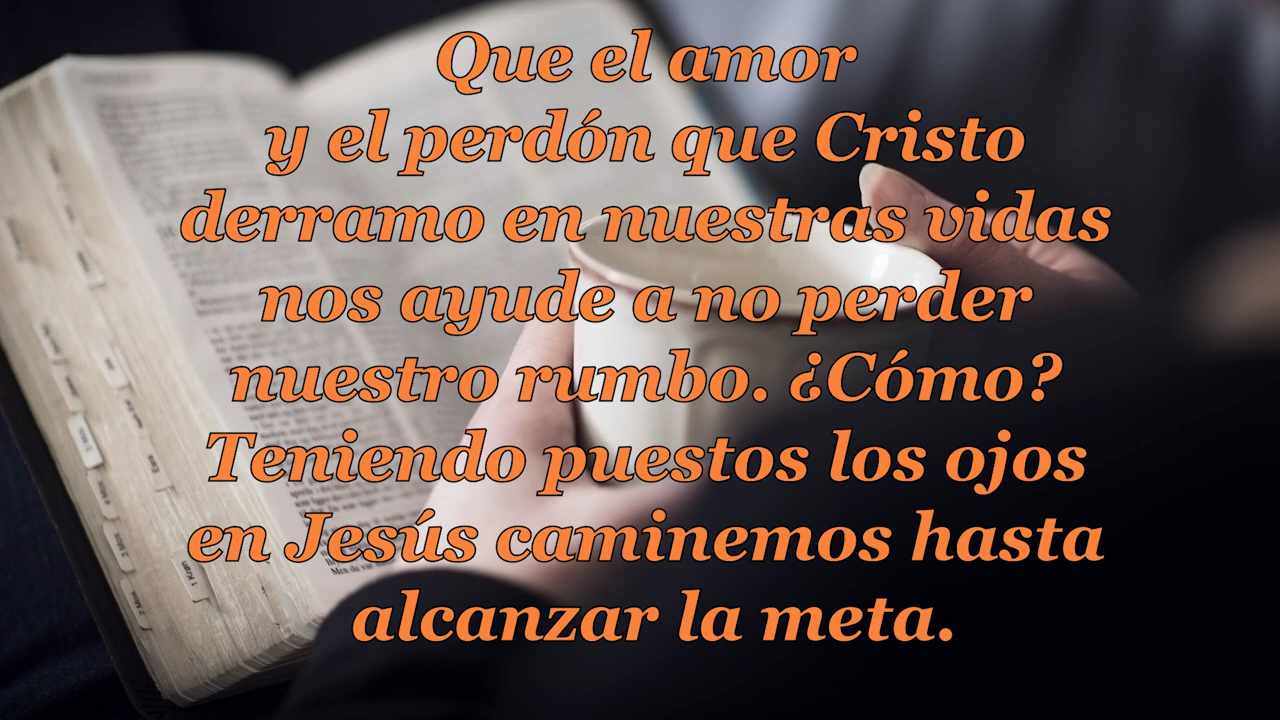 Que el amor
y el perdón que Cristo
derramo en nuestras vidas
nos ayude a no perder
nuestro rumbo. ¿Cómo?
Teniendo puestos los ojos
en Jesús caminemos hasta
alcanzar la meta.